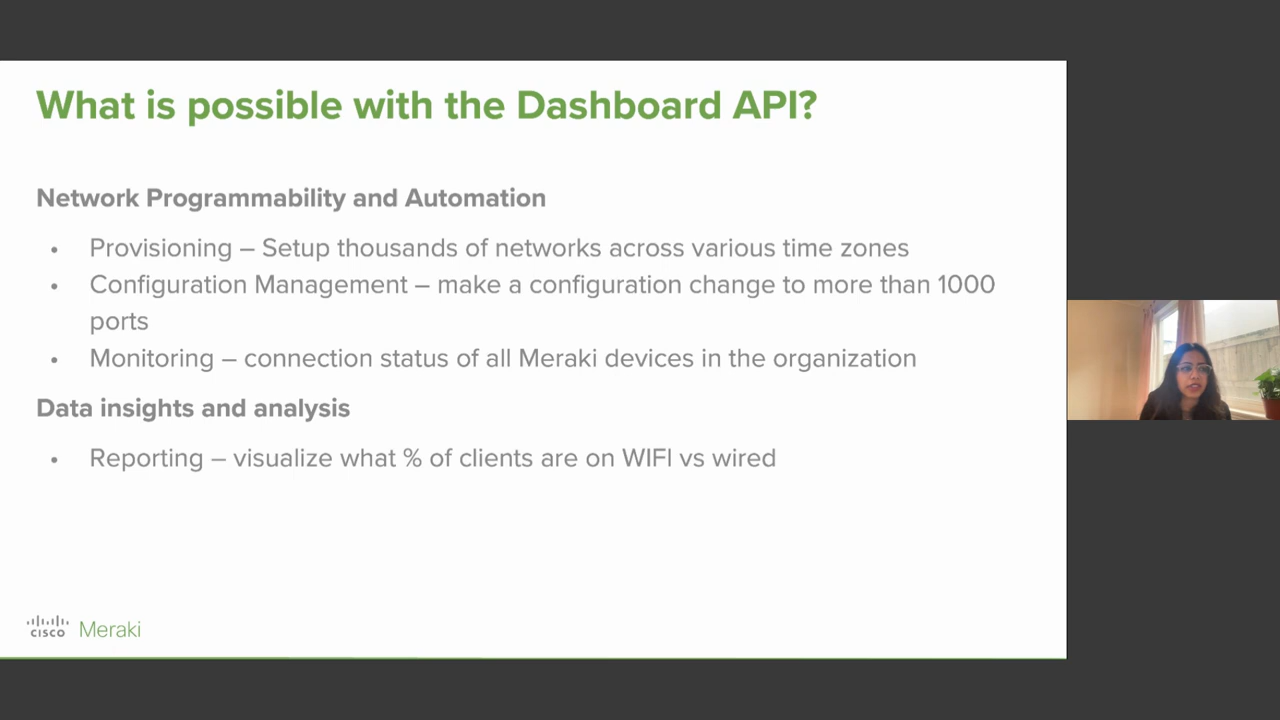 What is possible with the Dashboard API?
Network Programmability and Automation
• Provisioning – Setup thousands of networks across various time zones
• Configuration Management – make a configuration change to more than 1000
ports
• Monitoring – connection status of all Meraki devices in the organization
Data insights and analysis
• Reporting – visualize what % of clients are on WIFI vs wired
CISCO Meraki